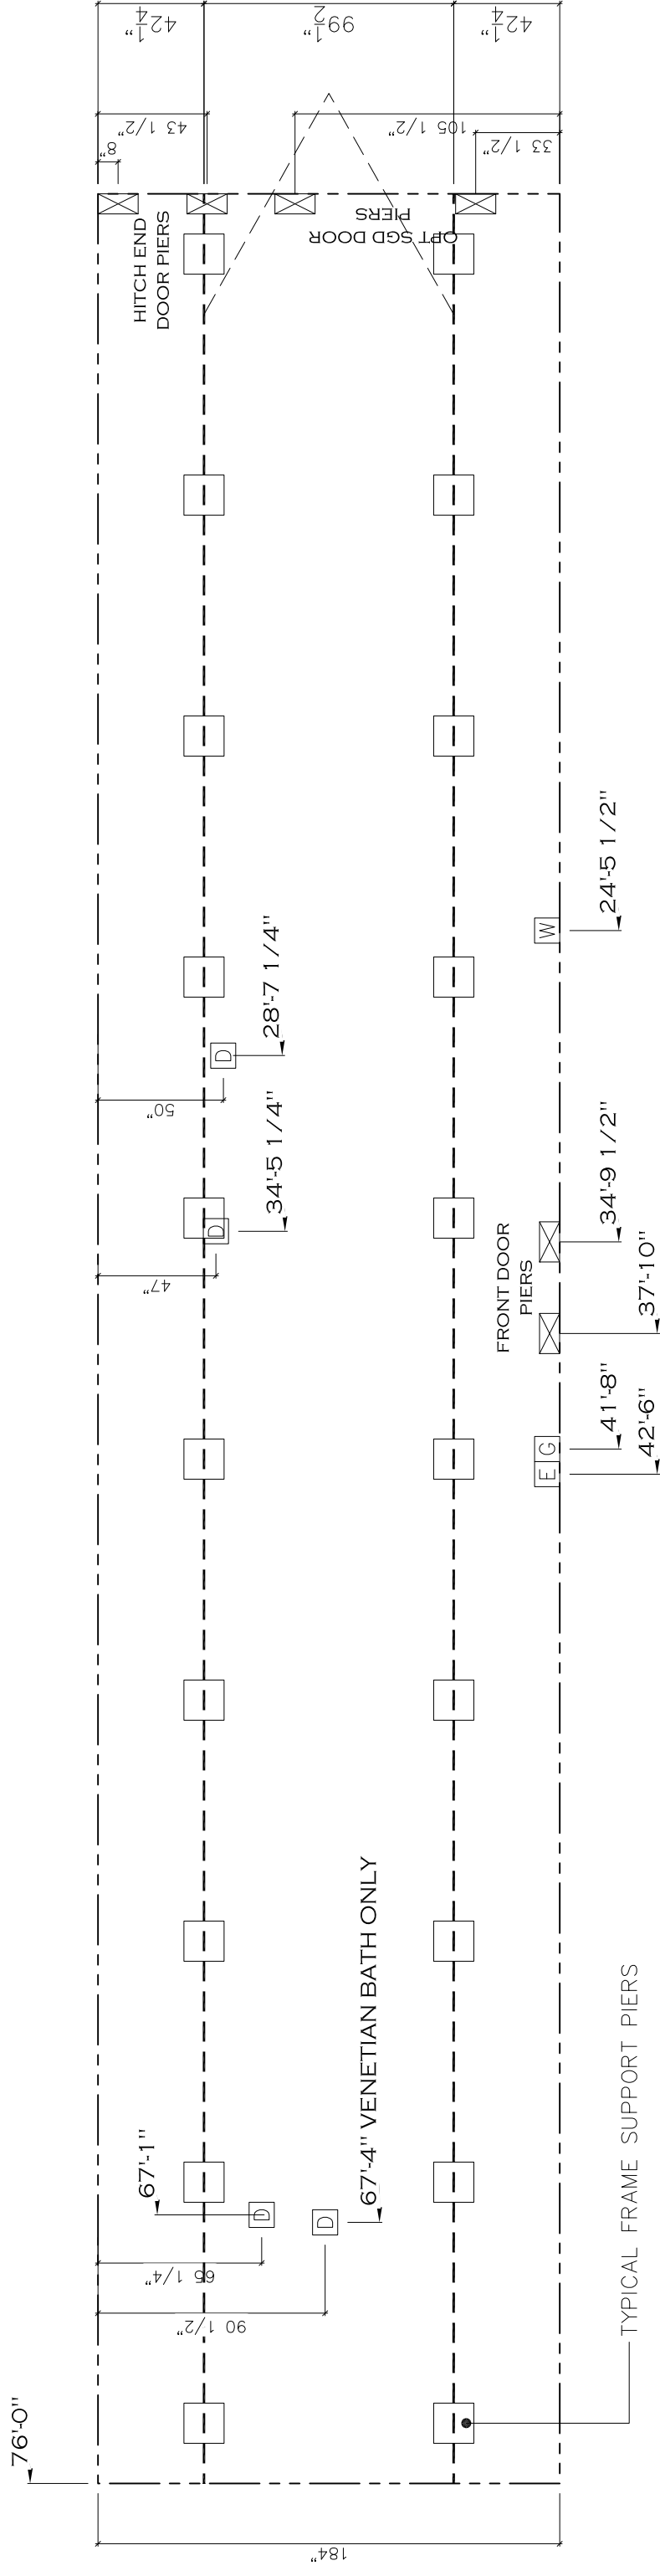 42 1/4"
99 1/2
42 1/4"
43 1/2"
105 1/2"
8"
33 1/2"
HITCH END
DOOR PIERS
OPT SGD DOOR
PIERS
W
24'-5 1/2"
D
28'-7 1/4"
50"
D
34'-5 1/4"
47"
FRONT DOOR
PIERS
34'-9 1/2"
37'-10"
G
41'-8"
E
42'-6"
67'-1"
D
65 1/4"
D
67'-4" VENETIAN BATH ONLY
90 1/2"
TYPICAL FRAME SUPPORT PIERS
76'-0"
184"